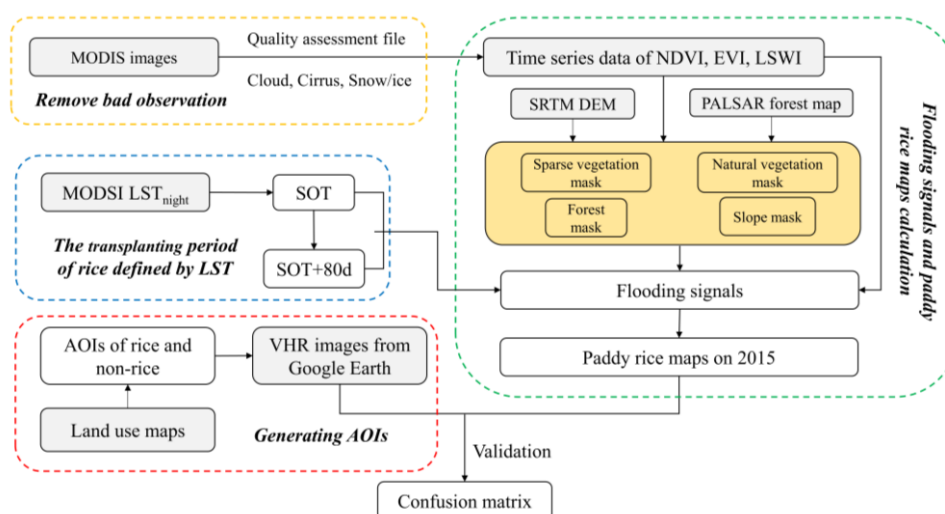 MODIS images
Remove bad observation
Quality assessment file
Cloud, Cirrus, Snow/ice
Time series data of NDVI, EVI, LSWI
SRTM DEM
PALSAR forest map
Sparse vegetation
mask
Natural vegetation
mask
Forest
mask
Slope mask
Flooding signals
Paddy rice maps on 2015
Flooding signals and paddy
rice maps calculation
MODSI LSTnight
SOT
SOT+80d
The transplanting period
of rice defined by LST
AOIs of rice and
non-rice
VHR images from
Google Earth
Land use maps
Generating AOIs
Validation
Confusion matrix